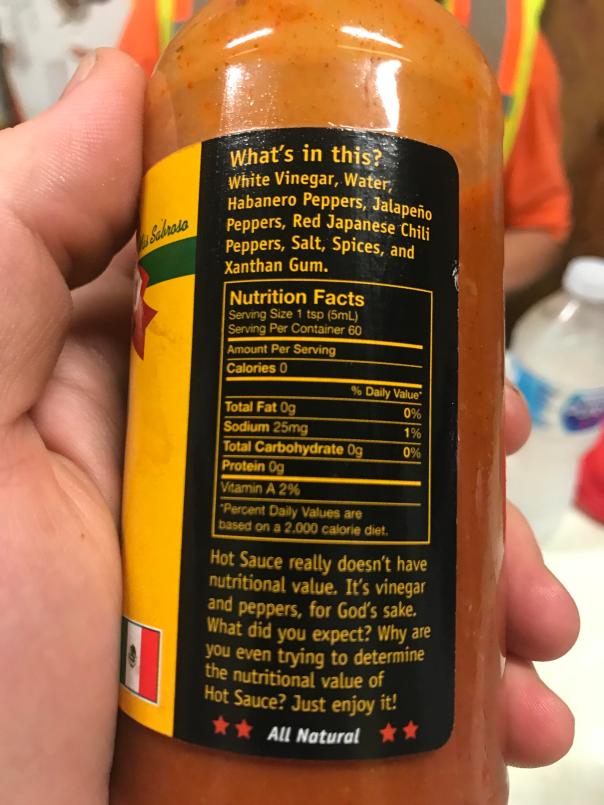 Sabroso
What's in this?
White Vinegar, Water,
Habanero Peppers, Jalapeño
Peppers, Red Japanese Chili
Peppers, Salt, Spices, and
Xanthan Gum.
Nutrition Facts
Serving Size 1 tsp (5mL)
Serving Per Container 60
Amount Per Serving
Calories 0
% Daily Value*
Total Fat 0g 0%
Sodium 25mg 1%
Total Carbohydrate 0g 0%
Protein 0g
Vitamin A 2%
*Percent Daily Values are
based on a 2,000 calorie diet.
Hot Sauce really doesn't have
nutritional value. It's vinegar
and peppers, for God's sake.
What did you expect? Why are
you even trying to determine
the nutritional value of
Hot Sauce? Just enjoy it!
All Natural